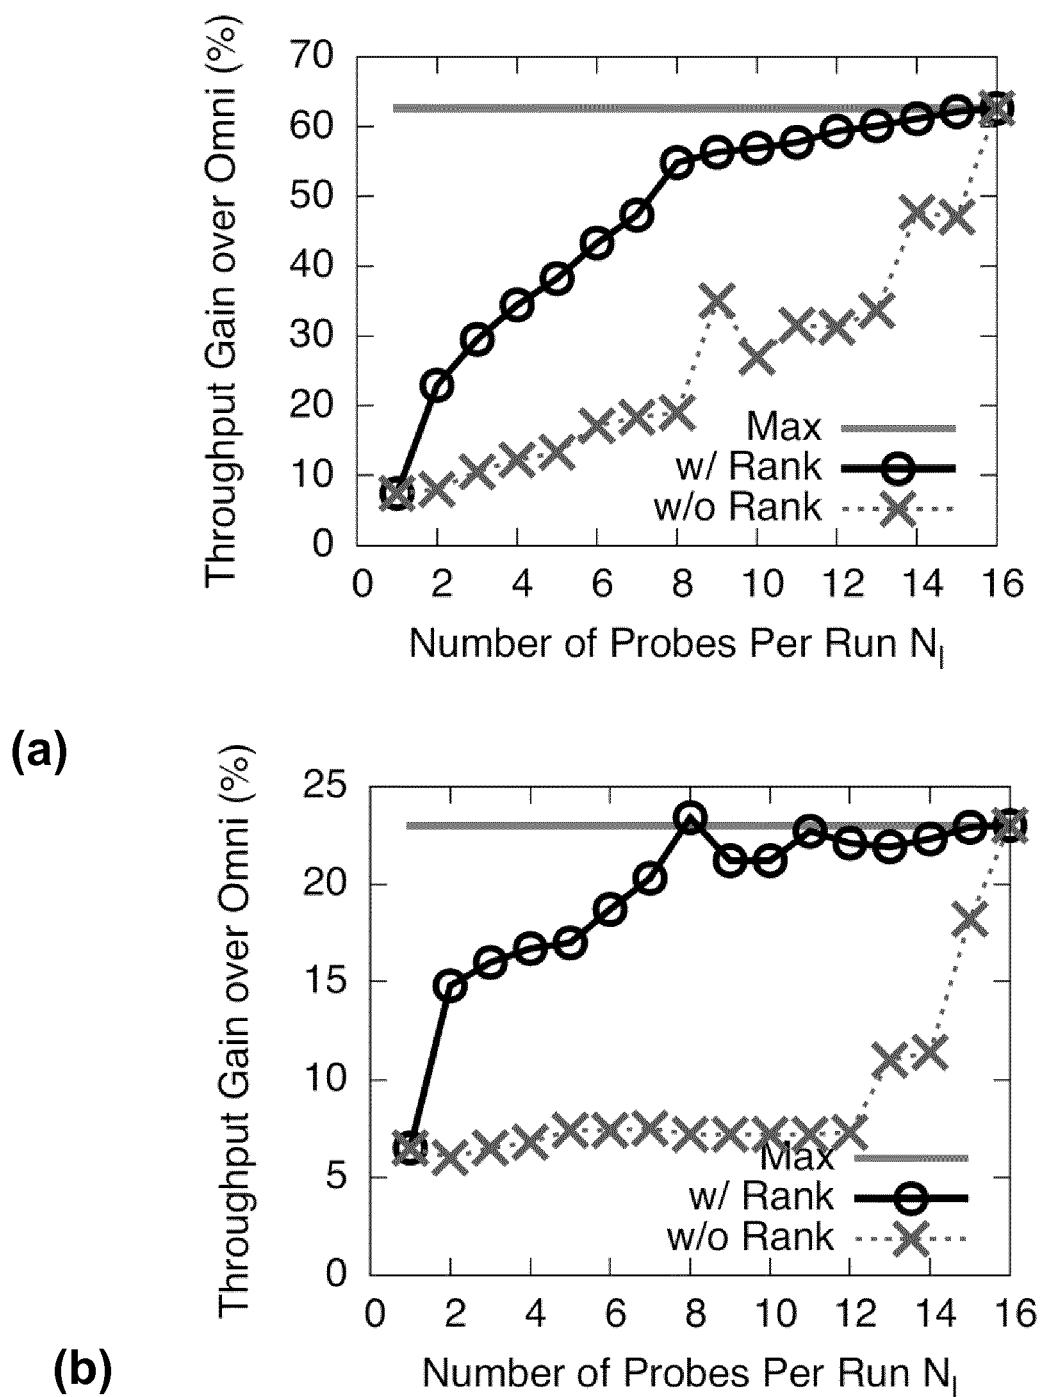 Throughput Gain over Omni (%)
70
60
50
40
30
20
10
0
Max
w/ Rank
w/o Rank
0 2 4 6 8 10 12 14 16
Number of Probes Per Run N_I
(a)
Throughput Gain over Omni (%)
25
20
15
10
5
0
Max
w/ Rank
w/o Rank
0 2 4 6 8 10 12 14 16
Number of Probes Per Run N_I
(b)